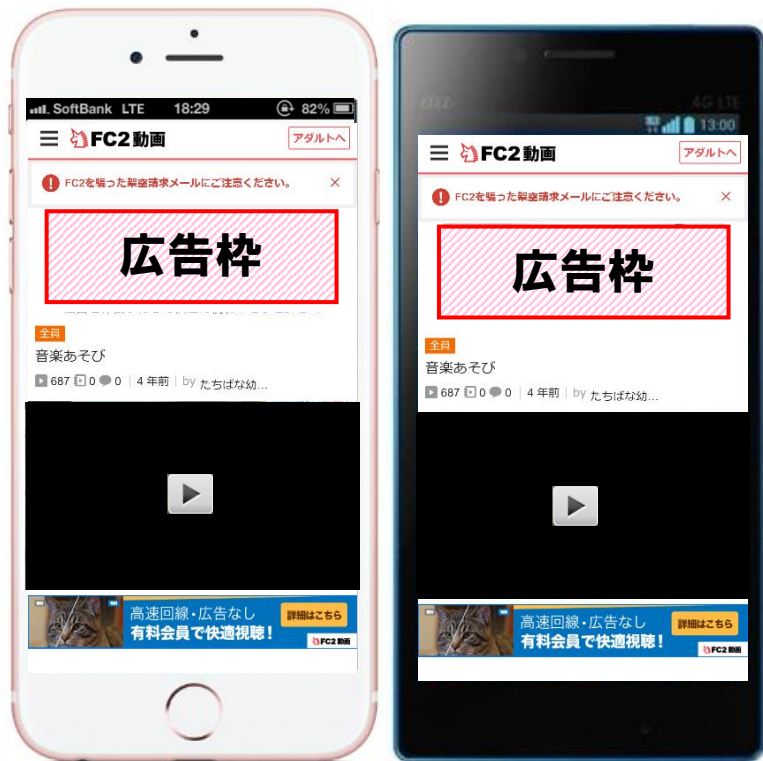 SoftBank LTE 18:29 82%
FC2動画
アダルトへ
FC2を騙った架空請求メールにご注意ください。
広告枠
全員
音楽あそび
687 0 0 4年前 by たちばな幼...
高速回線・広告なし
有料会員で快適視聴！
詳細はこちら
FC2動画
au
4G LTE
13:00
FC2動画
アダルトへ
FC2を騙った架空請求メールにご注意ください。
広告枠
全員
音楽あそび
687 0 0 4年前 by たちばな幼...
高速回線・広告なし
有料会員で快適視聴！
詳細はこちら
FC2動画